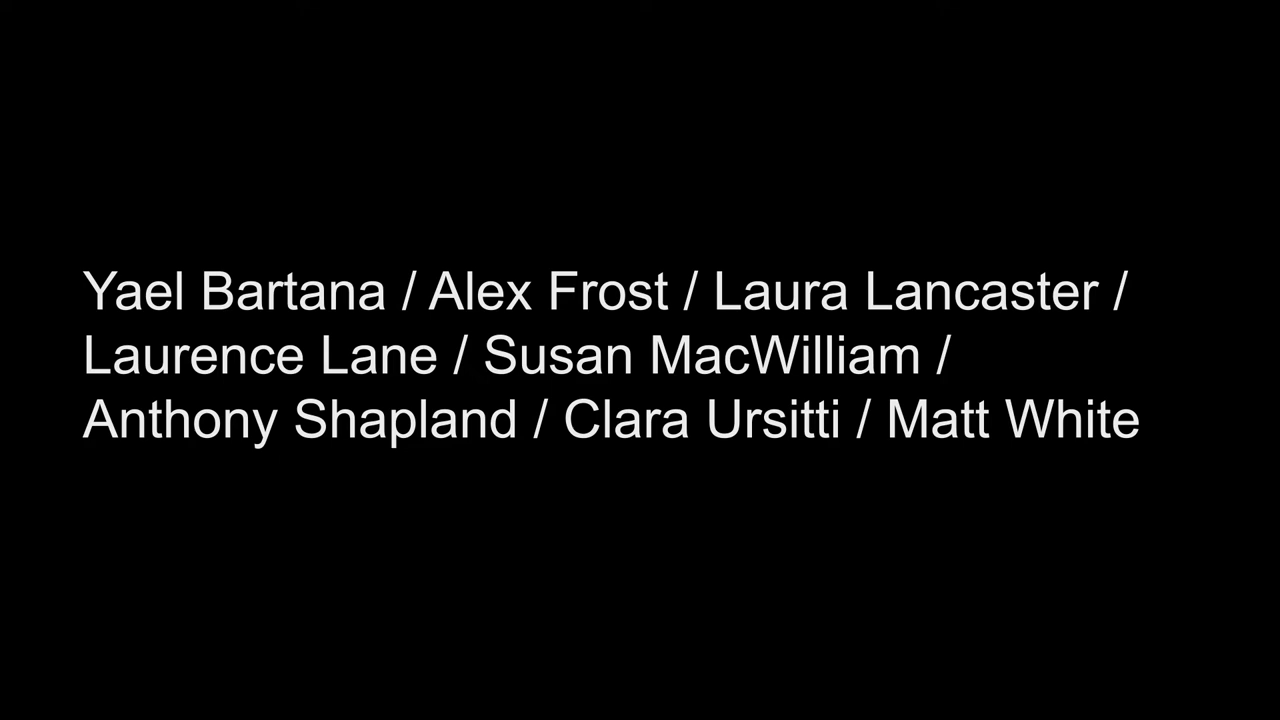 Yael Bartana / Alex Frost / Laura Lancaster /
Laurence Lane / Susan MacWilliam /
Anthony Shapland / Clara Ursitti / Matt White